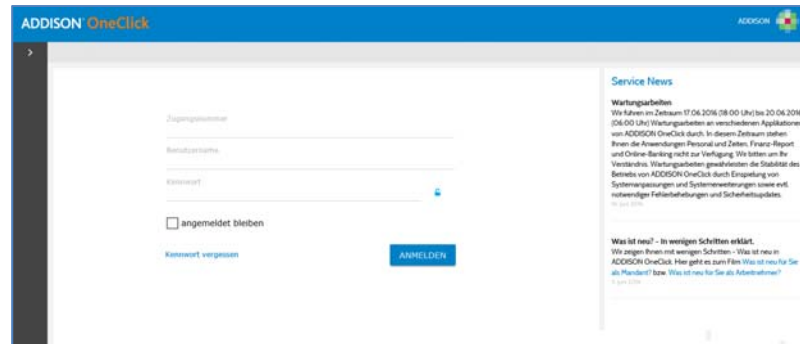 ADDISON OneClick
ADDISON
Zugangsnummer
Benutzername
Kennwort
angemeldet bleiben
Kennwort vergessen
ANMELDEN
Service News
Wartungsarbeiten
Wir führen im Zeitraum 17.06.2016 (18:00 Uhr) bis 20.06.2016
(06:00 Uhr) Wartungsarbeiten an verschiedenen Applikationen
von ADDISON OneClick durch. In diesem Zeitraum stehen
Ihnen die Anwendungen Personal und Zeiten, Finanz-Report
und Online-Banking nicht zur Verfügung. Wir bitten um Ihr
Verständnis. Wartungsarbeiten gewährleisten die Stabilität des
Betriebs von ADDISON OneClick durch Einspielung von
Systemanpassungen und Systemerweiterungen sowie evtl.
notwendiger Fehlerbehebungen und Sicherheitsupdates.
Was ist neu? - In wenigen Schritten erklärt.
Wir zeigen Ihnen mit wenigen Schritten - Was ist neu in
ADDISON OneClick. Hier geht es zum Film Was ist neu für Sie
als Mandant? bzw. Was ist neu für Sie als Arbeitnehmer?